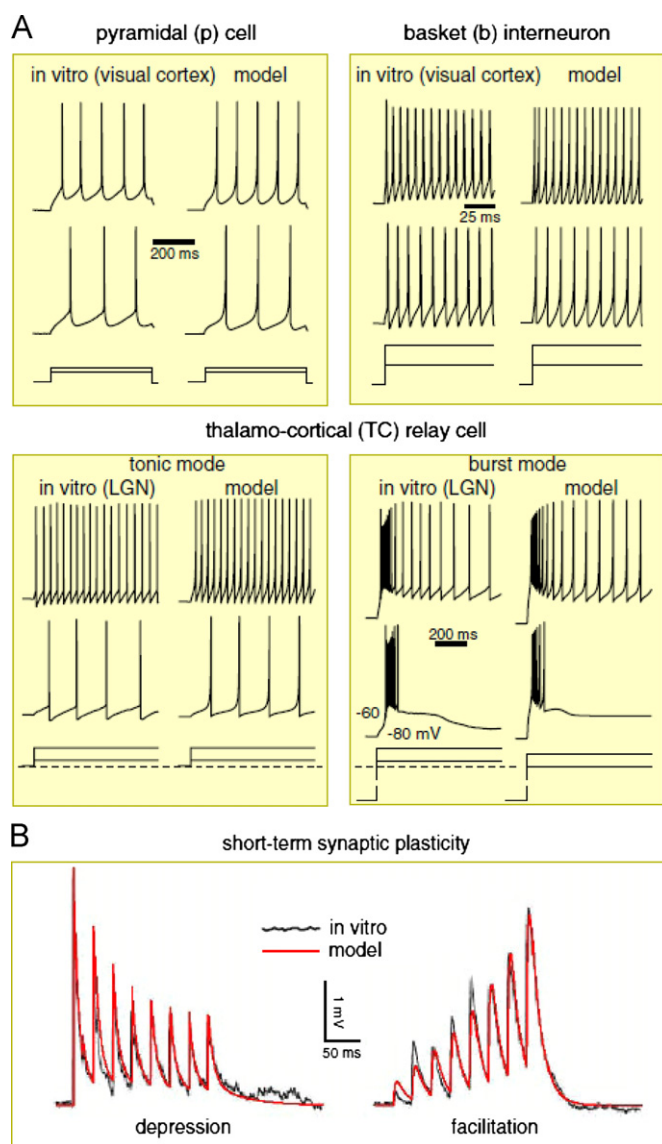 A
pyramidal (p) cell
basket (b) interneuron
in vitro (visual cortex) model
in vitro (visual cortex) model
25 ms
200 ms
thalamo-cortical (TC) relay cell
tonic mode
burst mode
in vitro (LGN) model
in vitro (LGN) model
200 ms
-60
-80 mV
B
short-term synaptic plasticity
in vitro
model
1 mV
50 ms
depression
facilitation